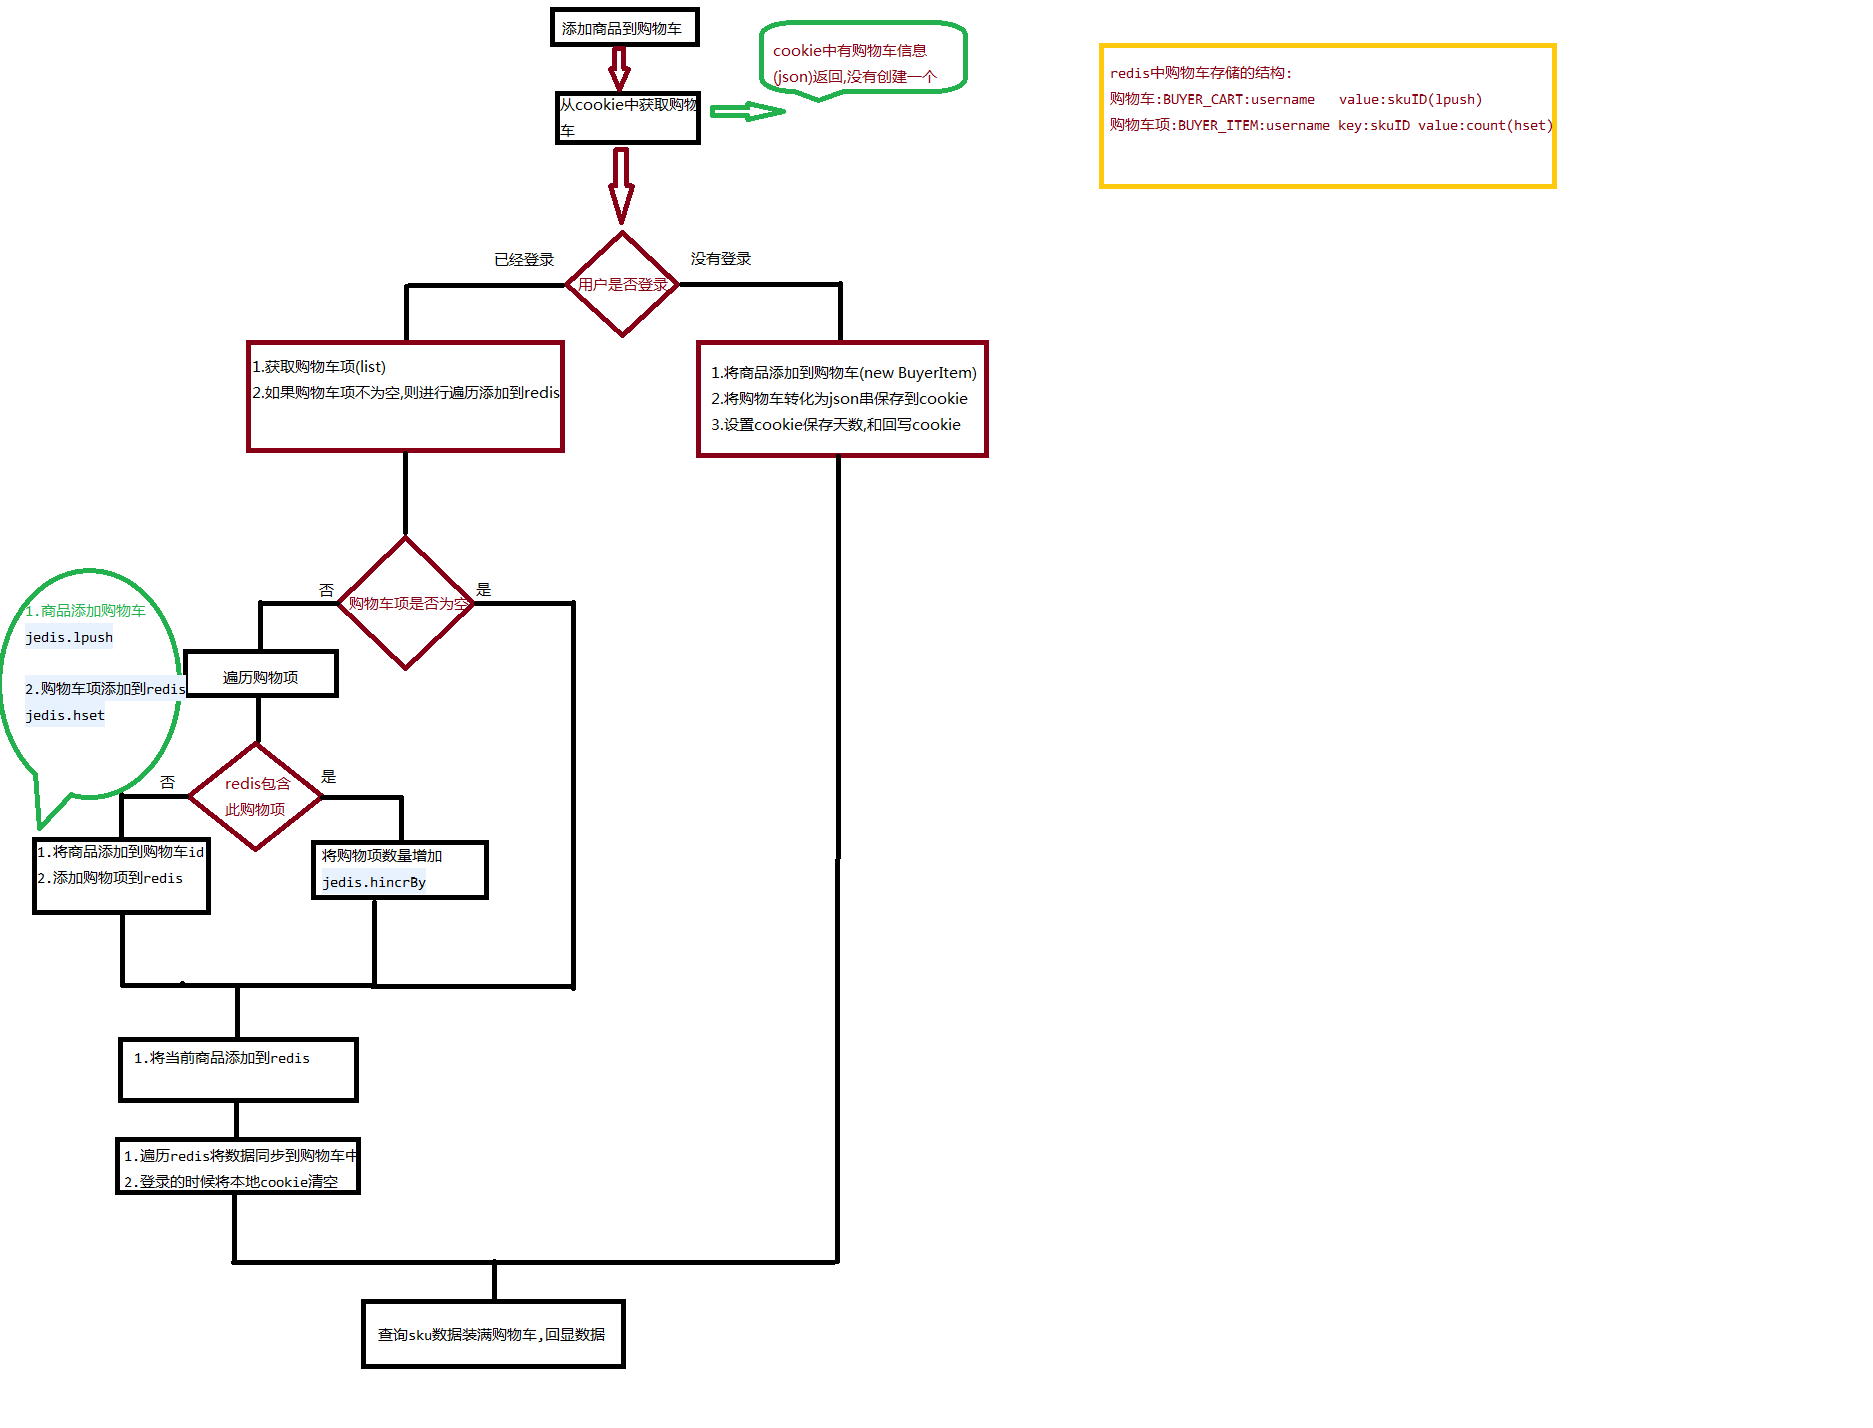 添加商品到购物车
cookie中有购物车信息
(json)返回,没有创建一个
从cookie中获取购物
车
redis中购物车存储的结构:
购物车:BUYER_CART:username value:skuID(lpush)
购物车项:BUYER_ITEM:username key:skuID value:count(hset)
已经登录
没有登录
用户是否登录
1.获取购物车项(list)
2.如果购物车项不为空,则进行遍历添加到redis
1.将商品添加到购物车(new BuyerItem)
2.将购物车转化为json串保存到cookie
3.设置cookie保存天数,和回写cookie
否
是
购物车项是否为空
1.商品添加购物车
jedis.lpush
2.购物车项添加到redis
jedis.hset
遍历购物项
否
是
redis包含
此购物项
1.将商品添加到购物车id
2.添加购物项到redis
将购物项数量增加
jedis.hincrBy
1.将当前商品添加到redis
1.遍历redis将数据同步到购物车中
2.登录的时候将本地cookie清空
查询sku数据装满购物车,回显数据